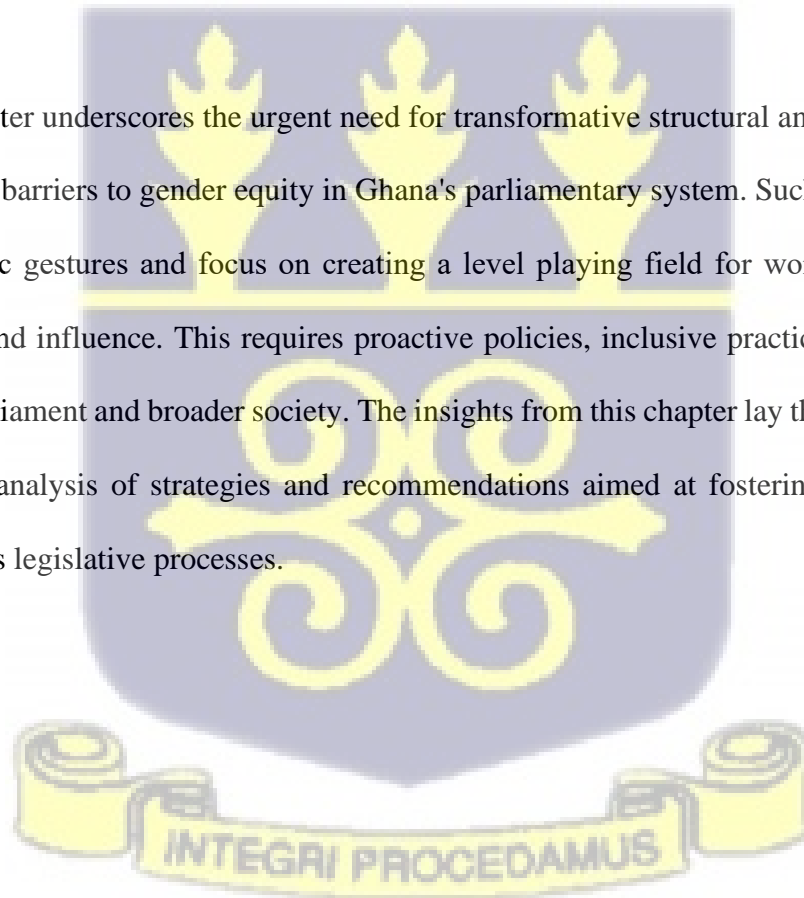 ter underscores the urgent need for transformative structural an
barriers to gender equity in Ghana's parliamentary system. Such
c gestures and focus on creating a level playing field for wo
nd influence. This requires proactive policies, inclusive practic
liament and broader society. The insights from this chapter lay th
analysis of strategies and recommendations aimed at fosterin
s legislative processes.
INTEGRI PROCEDAMUS